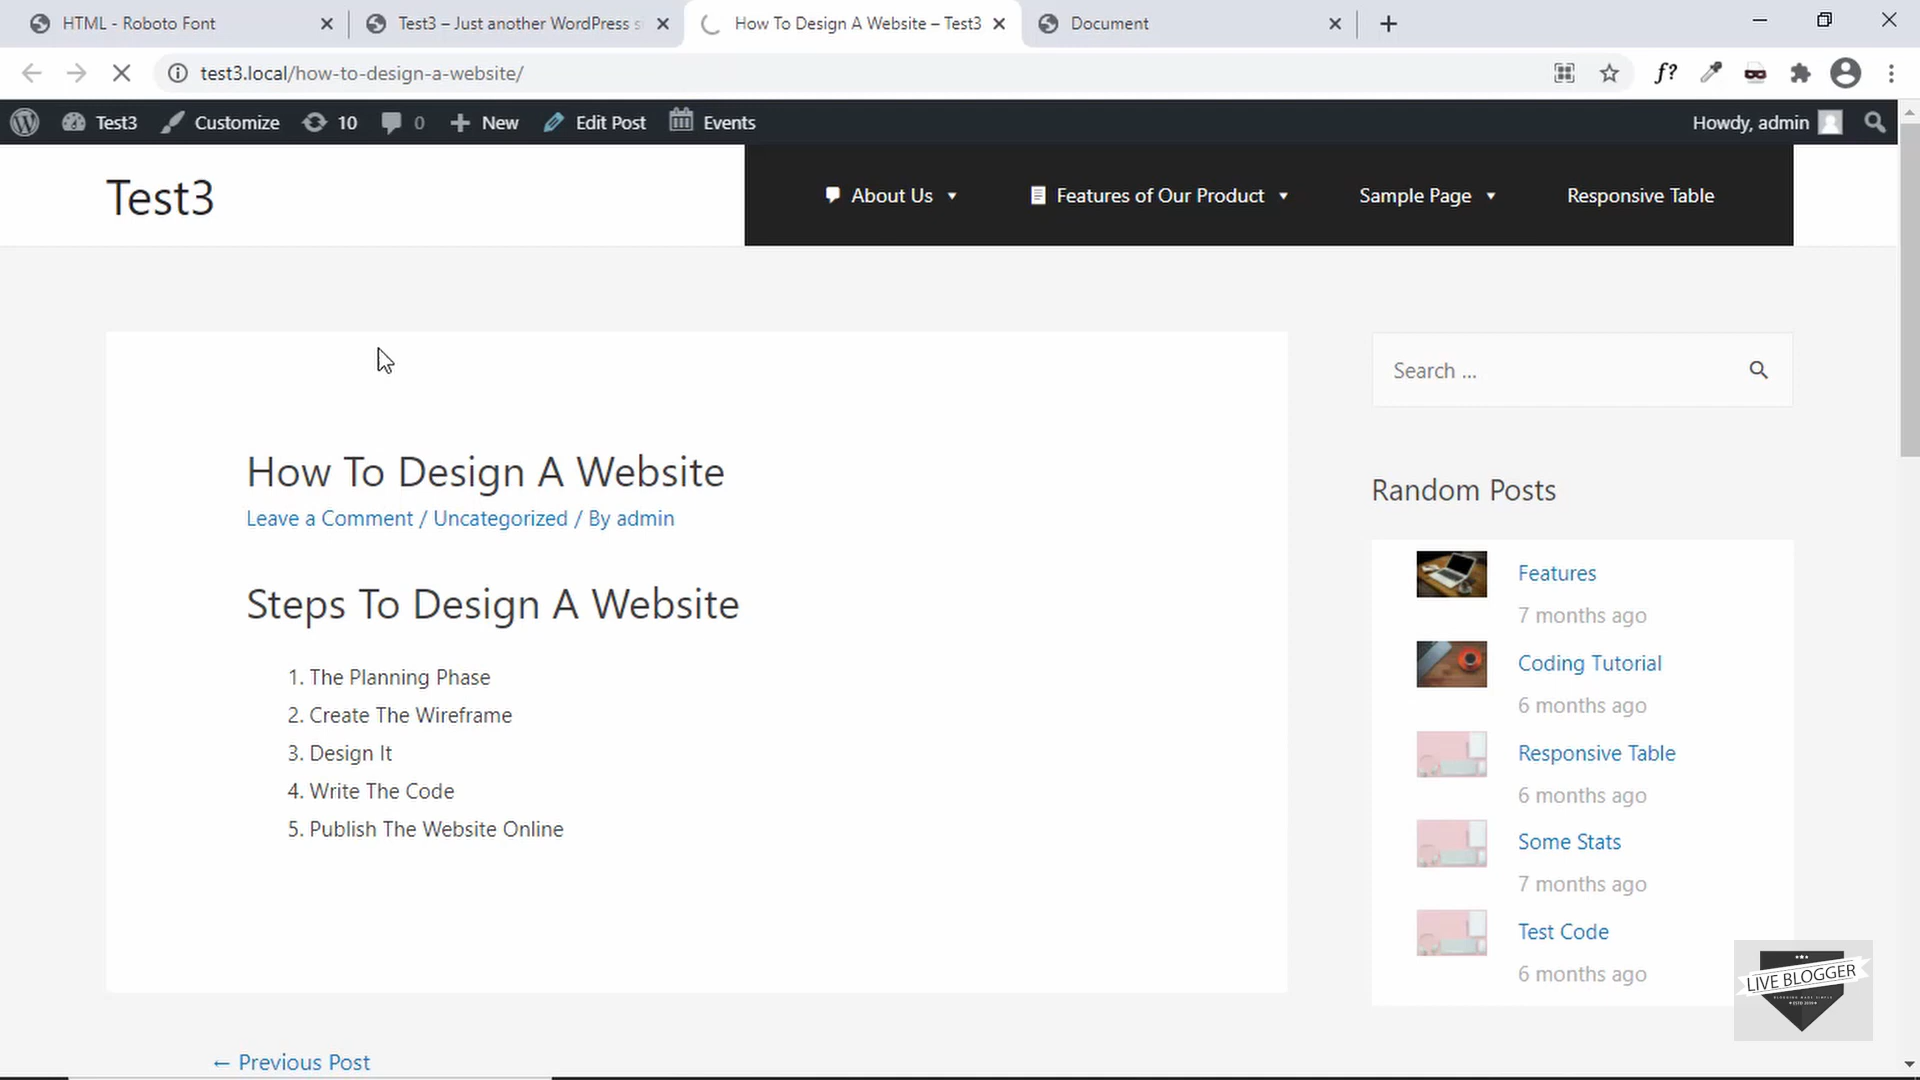 HTML - Roboto Font
Test3 – Just another WordPress s
How To Design A Website – Test3
Document
test3.local/how-to-design-a-website/
f?
Test3
Customize
10
0
New
Edit Post
Events
Howdy, admin
Test3
About Us
Features of Our Product
Sample Page
Responsive Table
Search ...
How To Design A Website
Leave a Comment / Uncategorized / By admin
Steps To Design A Website
1. The Planning Phase
2. Create The Wireframe
3. Design It
4. Write The Code
5. Publish The Website Online
← Previous Post
Random Posts
Features
7 months ago
Coding Tutorial
6 months ago
Responsive Table
6 months ago
Some Stats
7 months ago
Test Code
6 months ago
LIVE BLOGGER